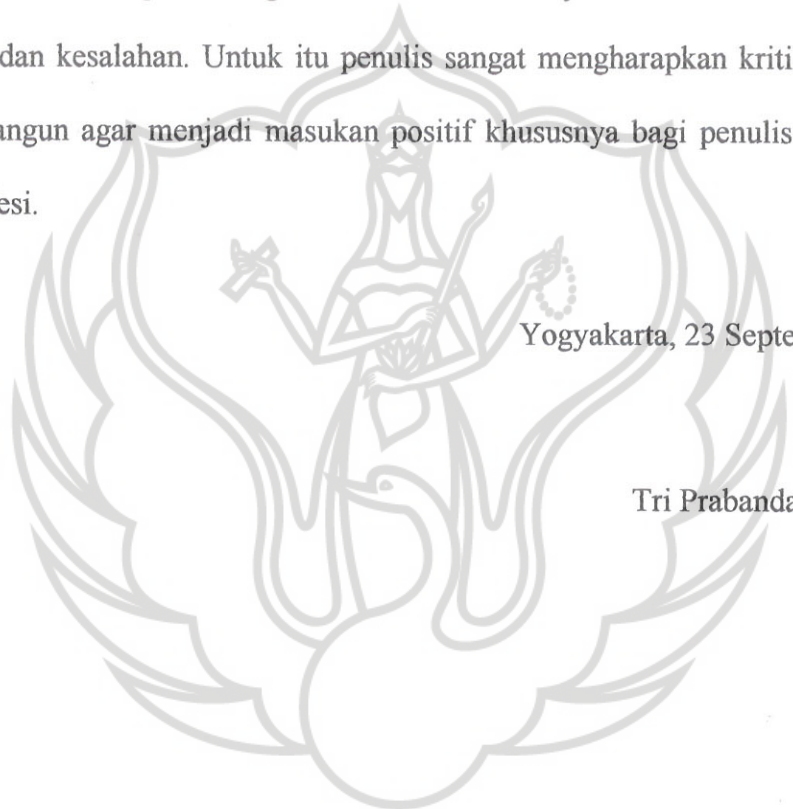 dan kesalahan. Untuk itu penulis sangat mengharapkan kriti
angun agar menjadi masukan positif khususnya bagi penulis
esi.
Yogyakarta, 23 Septe
Tri Prabanda